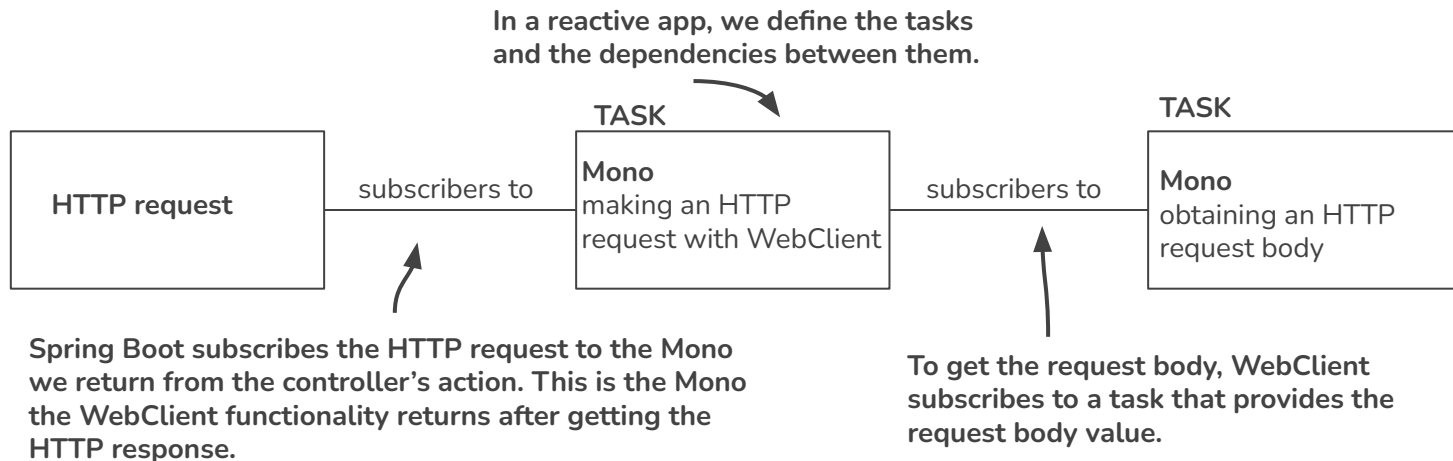 In a reactive app, we define the tasks
and the dependencies between them.
TASK
TASK
HTTP request
subscribers to
Mono
making an HTTP
request with WebClient
subscribers to
Mono
obtaining an HTTP
request body
Spring Boot subscribes the HTTP request to the Mono
we return from the controller’s action. This is the Mono
the WebClient functionality returns after getting the
HTTP response.
To get the request body, WebClient
subscribes to a task that provides the
request body value.